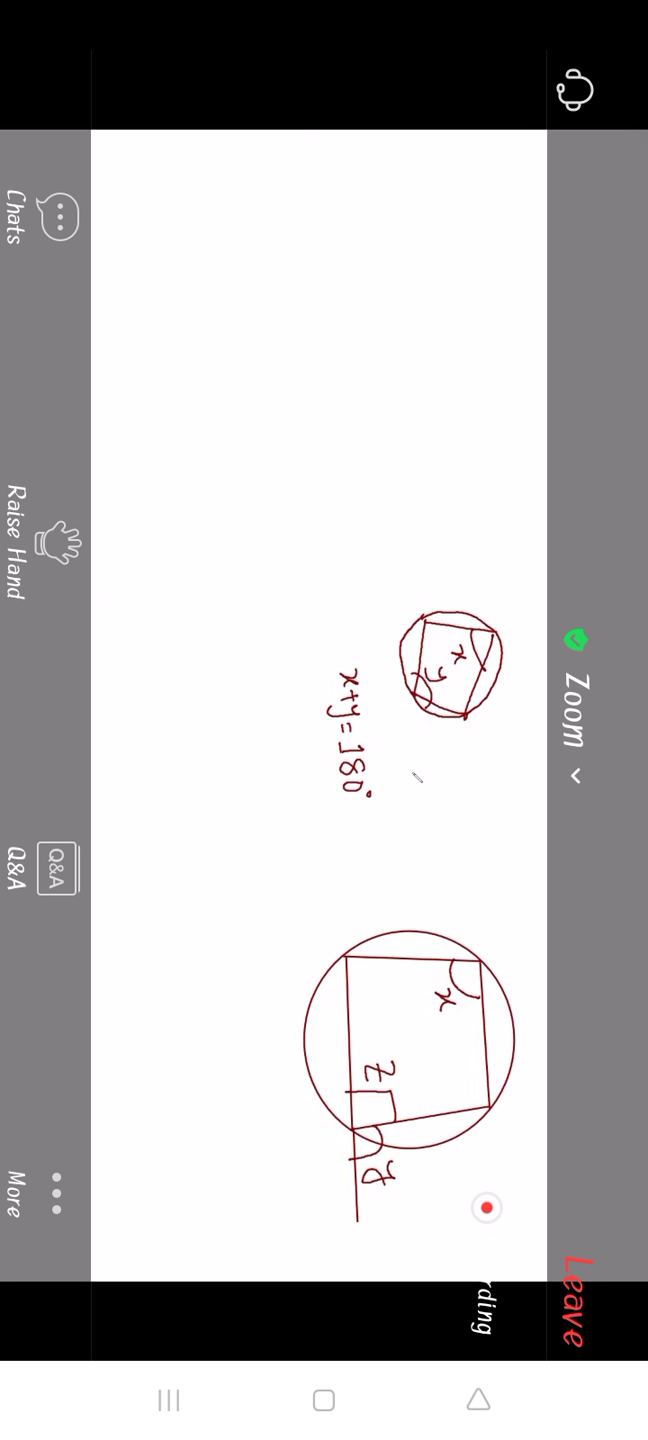 Zoom
Leave
rding
x
y
x+y=180°
x
z
y
Chats
Raise Hand
Q&A
Q&A
More